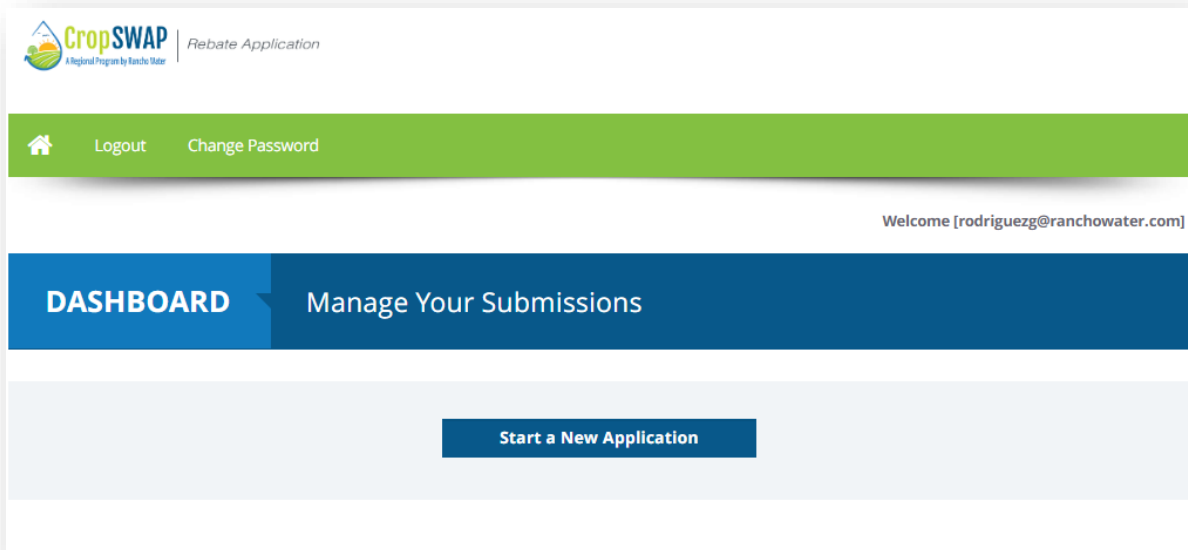 CropSWAP
A Regional Program by Rancho Water
Rebate Application
Logout Change Password
Welcome [rodriguezg@ranchowater.com]
DASHBOARD Manage Your Submissions
Start a New Application